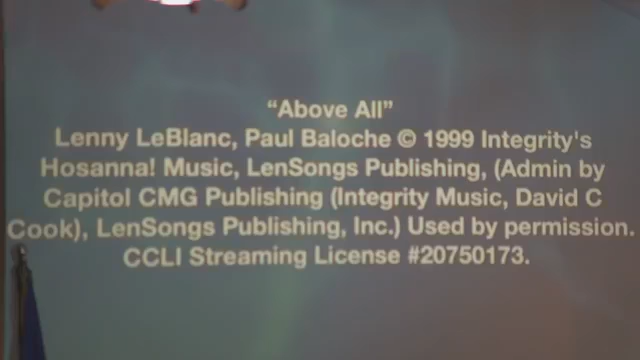 “Above All”
Lenny LeBlanc, Paul Baloche © 1999 Integrity's
Hosanna! Music, LenSongs Publishing, (Admin by
Capitol CMG Publishing (Integrity Music, David C
Cook), LenSongs Publishing, Inc.) Used by permission.
CCLI Streaming License #20750173.